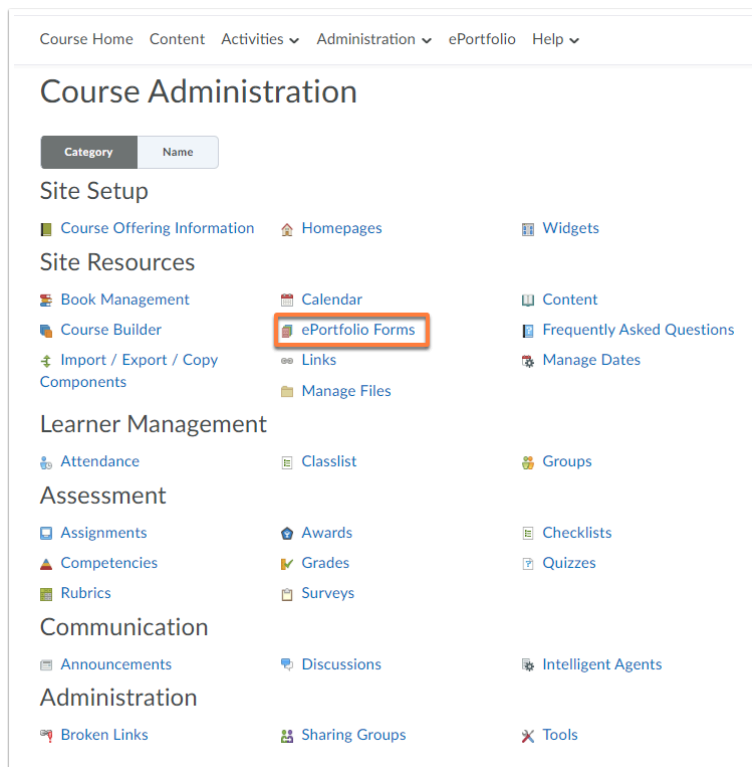 Course Home Content Activities Administration ePortfolio Help
Course Administration
Category Name
Site Setup
Course Offering Information Homepages Widgets
Site Resources
Book Management Calendar Content
Course Builder ePortfolio Forms Frequently Asked Questions
Import / Export / Copy Links Manage Dates
Components
Manage Files
Learner Management
Attendance Classlist Groups
Assessment
Assignments Awards Checklists
Competencies Grades Quizzes
Rubrics Surveys
Communication
Announcements Discussions Intelligent Agents
Administration
Broken Links Sharing Groups Tools